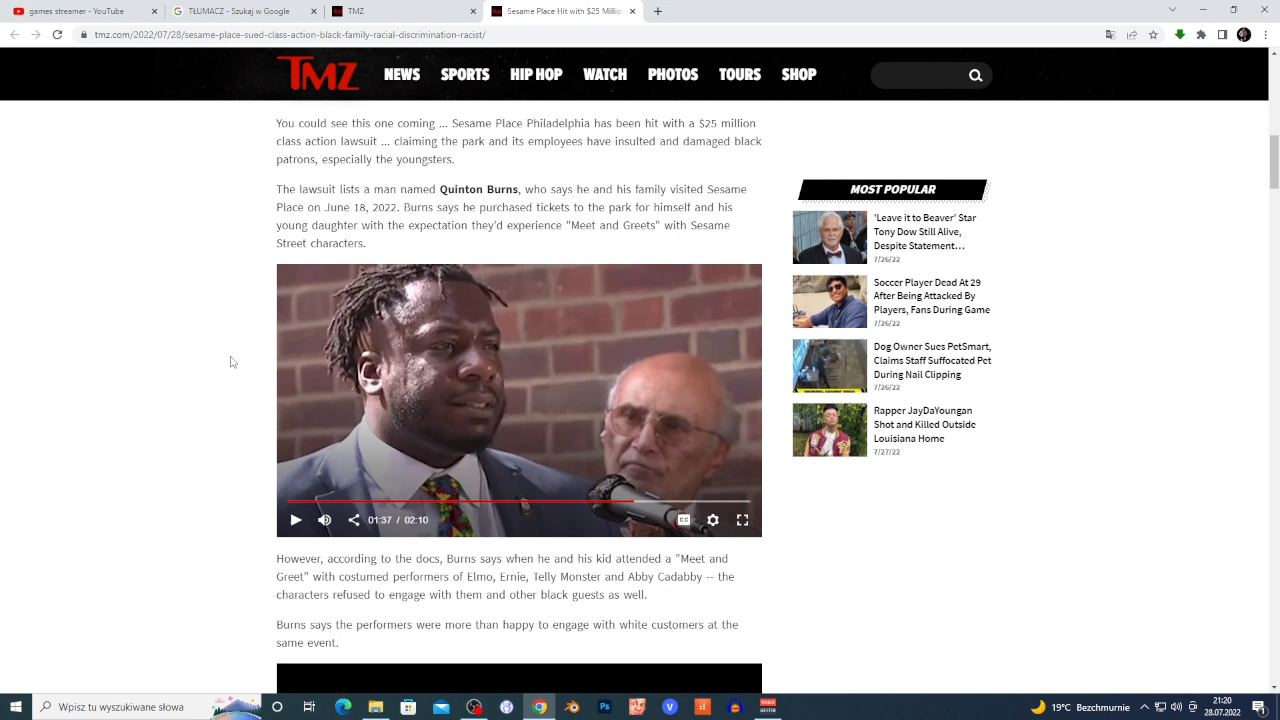 games streamer - YouTube
TŁUMACZ - Szukaj w Google
TMZ
Sesame Place Hit with $25 Millio
tmz.com/2022/07/28/sesame-place-sued-class-action-black-family-racial-discrimination-racist/
TMZ NEWS SPORTS HIP HOP WATCH PHOTOS TOURS SHOP
You could see this one coming ... Sesame Place Philadelphia has been hit with a $25 million
class action lawsuit ... claiming the park and its employees have insulted and damaged black
patrons, especially the youngsters.
The lawsuit lists a man named Quinton Burns, who says he and his family visited Sesame
Place on June 18, 2022. Burns says he purchased tickets to the park for himself and his
young daughter with the expectation they'd experience "Meet and Greets" with Sesame
Street characters.
01:37 / 02:10
CC
However, according to the docs, Burns says when he and his kid attended a "Meet and
Greet" with costumed performers of Elmo, Ernie, Telly Monster and Abby Cadabby -- the
characters refused to engage with them and other black guests as well.
Burns says the performers were more than happy to engage with white customers at the
same event.
MOST POPULAR
'Leave it to Beaver' Star
Tony Dow Still Alive,
Despite Statement...
7/26/22
Soccer Player Dead At 29
After Being Attacked By
Players, Fans During Game
7/26/22
Dog Owner Sues PetSmart,
Claims Staff Suffocated Pet
During Nail Clipping
7/26/22
Rapper JayDaYoungan
Shot and Killed Outside
Louisiana Home
7/27/22
Wpisz tu wyszukiwane słowa
19°C Bezchmurnie
21:20
28.07.2022